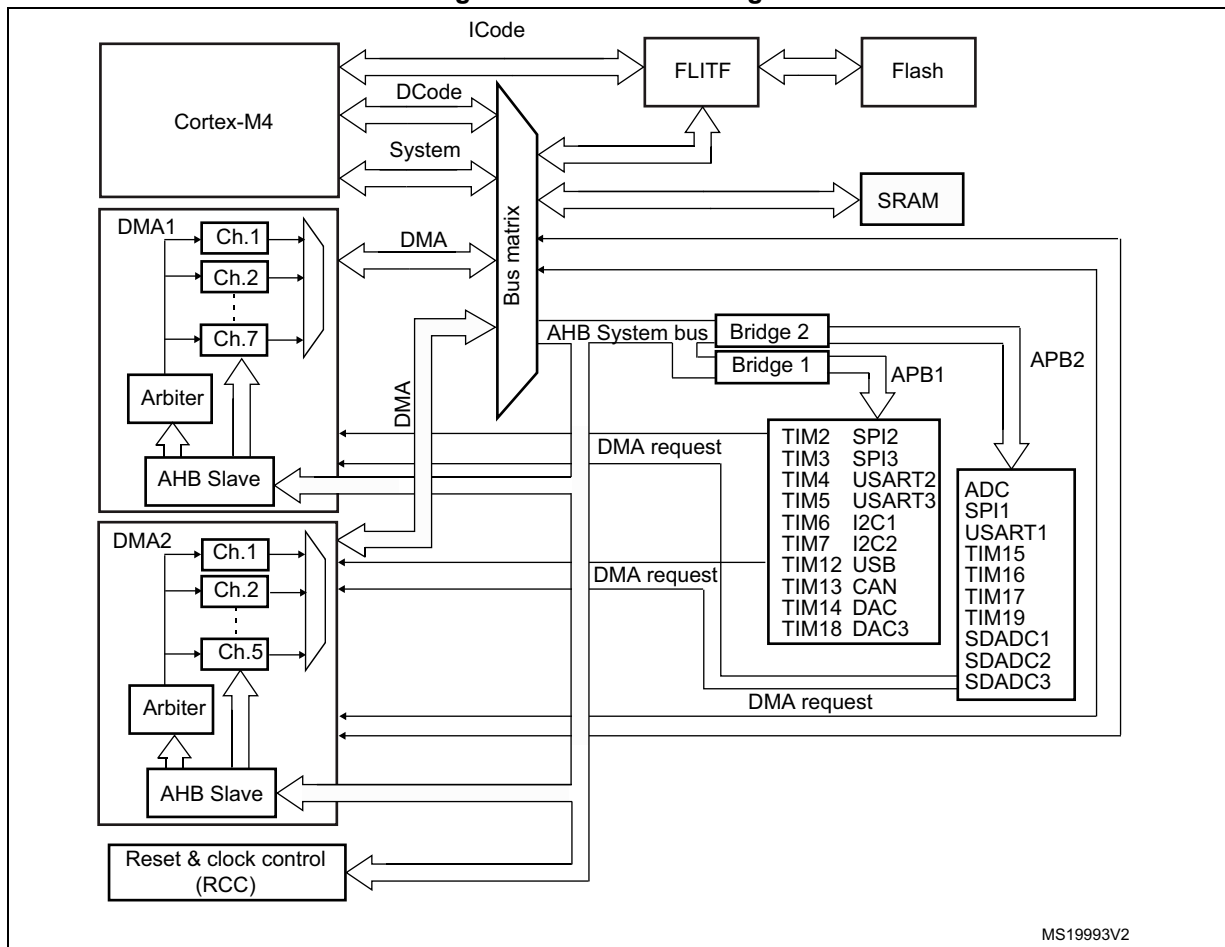 ICode
FLITF
Flash
DCode
Cortex-M4
System
SRAM
DMA1
Ch.1
DMA
Ch.2
Bus matrix
Ch.7
AHB System bus
Bridge 2
Bridge 1
APB1
APB2
Arbiter
DMA
DMA request
AHB Slave
TIM2 SPI2
TIM3 SPI3
TIM4 USART2
TIM5 USART3
TIM6 I2C1
TIM7 I2C2
TIM12 USB
TIM13 CAN
TIM14 DAC
TIM18 DAC3
ADC
SPI1
USART1
TIM15
TIM16
TIM17
TIM19
SDADC1
SDADC2
SDADC3
DMA2
Ch.1
DMA request
Ch.2
Ch.5
Arbiter
DMA request
AHB Slave
Reset & clock control
(RCC)
MS19993V2